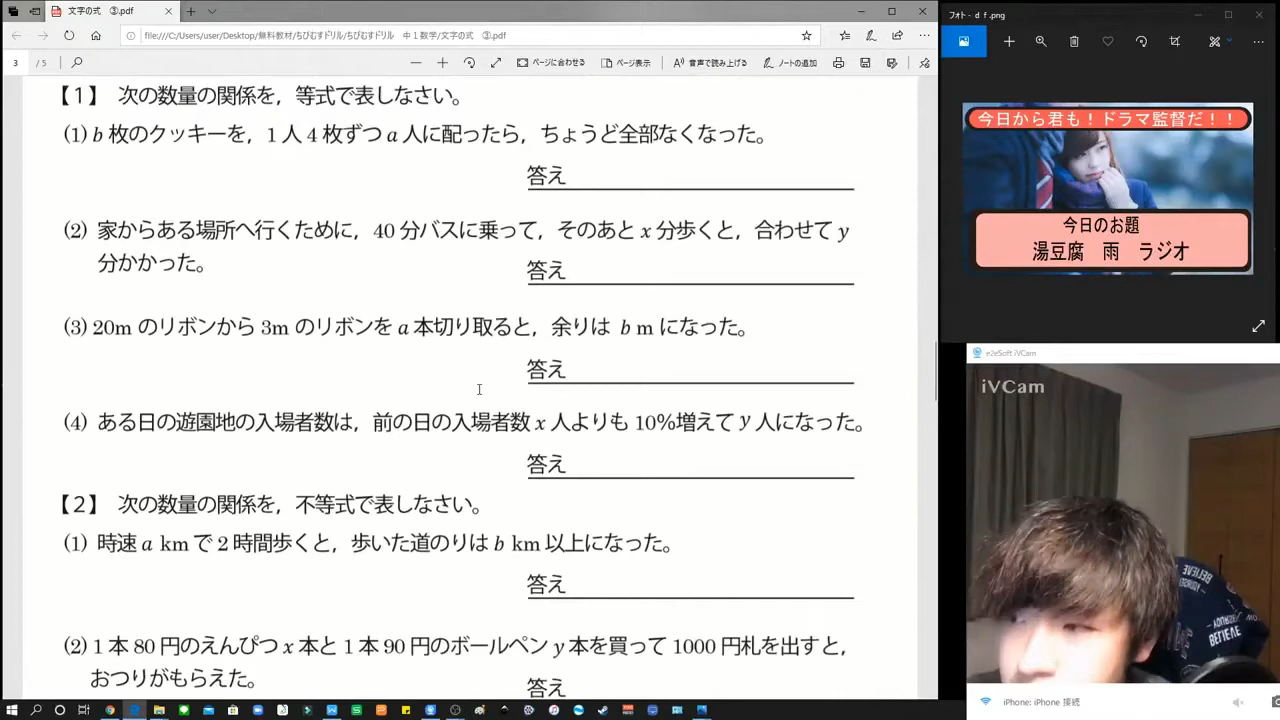 文字の式 ③.pdf
file:///C:/Users/user/Desktop/無料教材/ちびむすドリル/ちびむすドリル 中1数学/文字の式 ③.pdf
3 / 5
ページに合わせる
ページ表示
音声で読み上げる
ノートの追加
【1】 次の数量の関係を，等式で表しなさい。
(1) b 枚のクッキーを，1 人 4 枚ずつ a 人に配ったら，ちょうど全部なくなった。
答え
(2) 家からある場所へ行くために，40 分バスに乗って，そのあと x 分歩くと，合わせて y
分かかった。
答え
(3) 20m のリボンから 3m のリボンを a 本切り取ると，余りは b m になった。
答え
(4) ある日の遊園地の入場者数は，前の日の入場者数 x 人よりも 10%増えて y 人になった。
答え
【2】 次の数量の関係を，不等式で表しなさい。
(1) 時速 a km で 2 時間歩くと，歩いた道のりは b km 以上になった。
答え
(2) 1 本 80 円のえんぴつ x 本と 1 本 90 円のボールペン y 本を買って 1000 円札を出すと，
おつりがもらえた。
答え
フォト - d f .png
今日から君も！ドラマ監督だ！！
今日のお題
湯豆腐 雨 ラジオ
e2eSoft iVCam
iVCam
BELIEVE
BELIEVE
iPhone: iPhone 接続